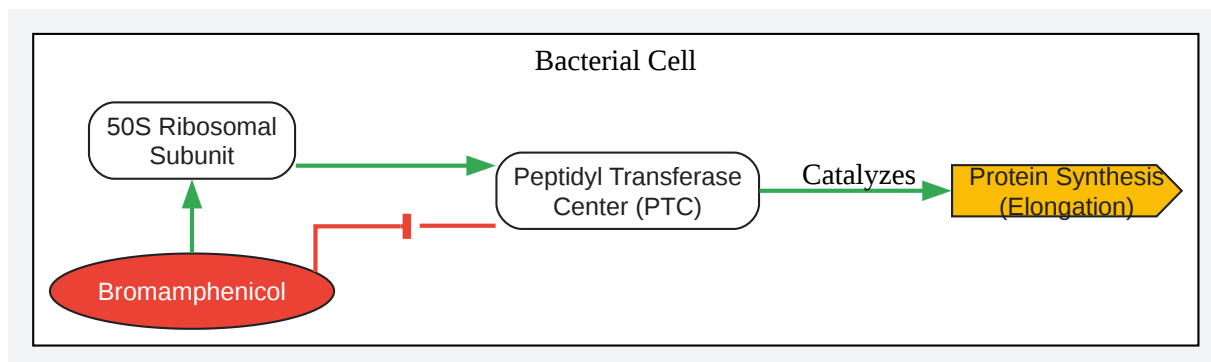 Bacterial Cell
50S Ribosomal
Subunit
Peptidyl Transferase
Center (PTC)
Catalyzes
Protein Synthesis
(Elongation)
Bromamphenicol